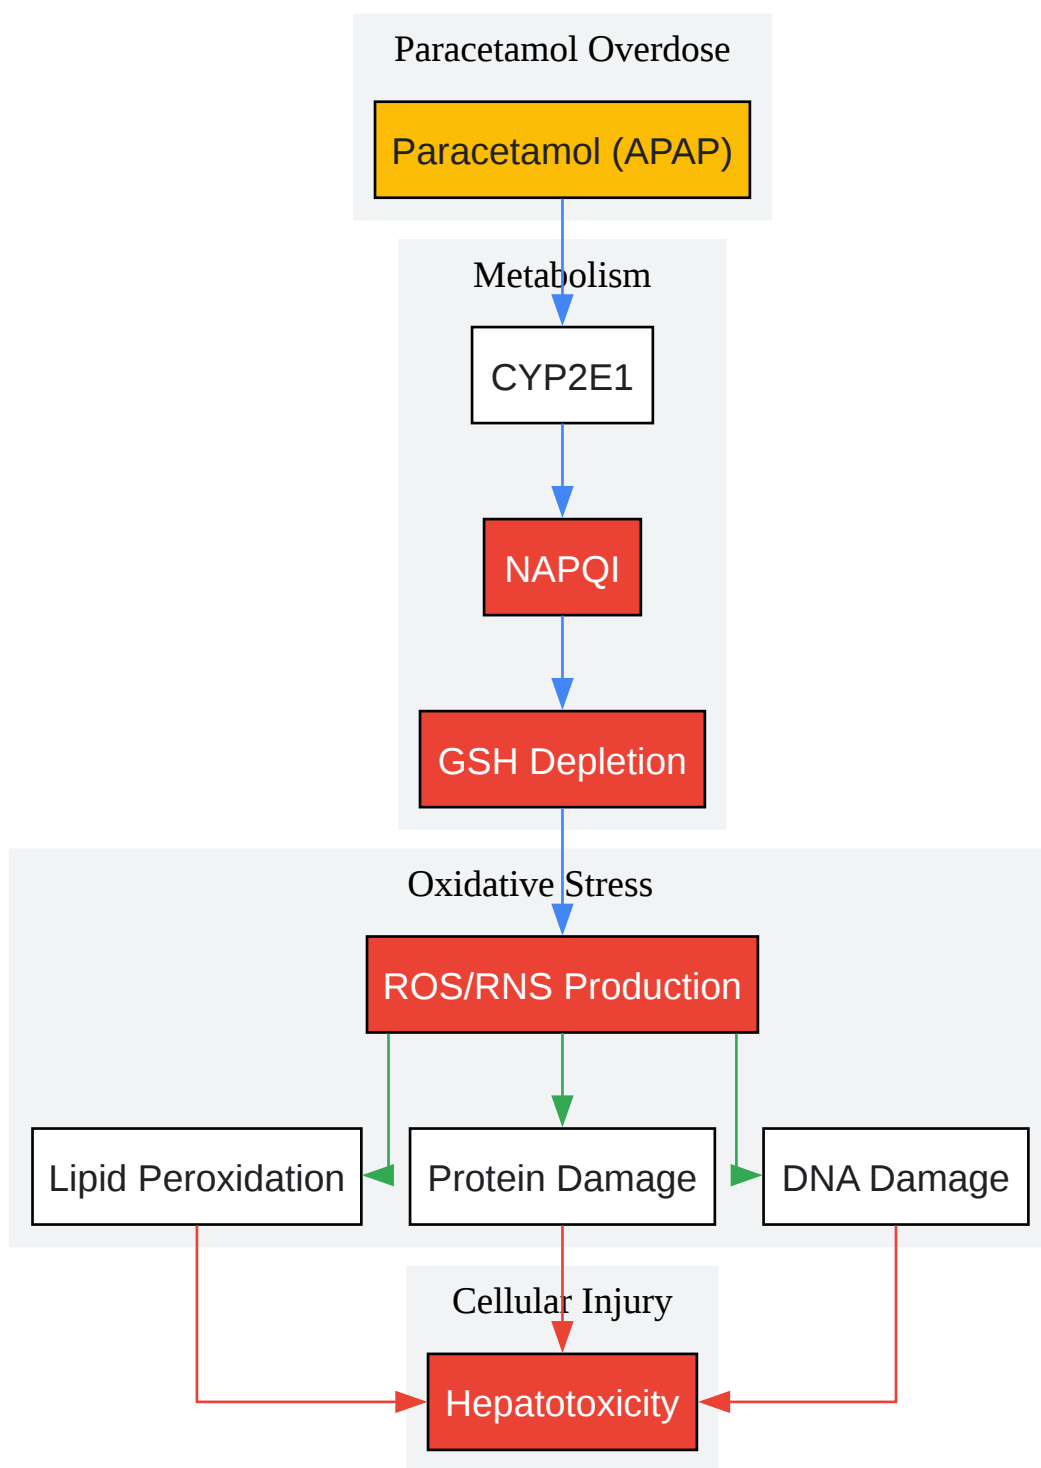 Paracetamol Overdose
Paracetamol (APAP)
Metabolism
CYP2E1
NAPQI
GSH Depletion
Oxidative Stress
ROS/RNS Production
Lipid Peroxidation
Protein Damage
DNA Damage
Cellular Injury
Hepatotoxicity